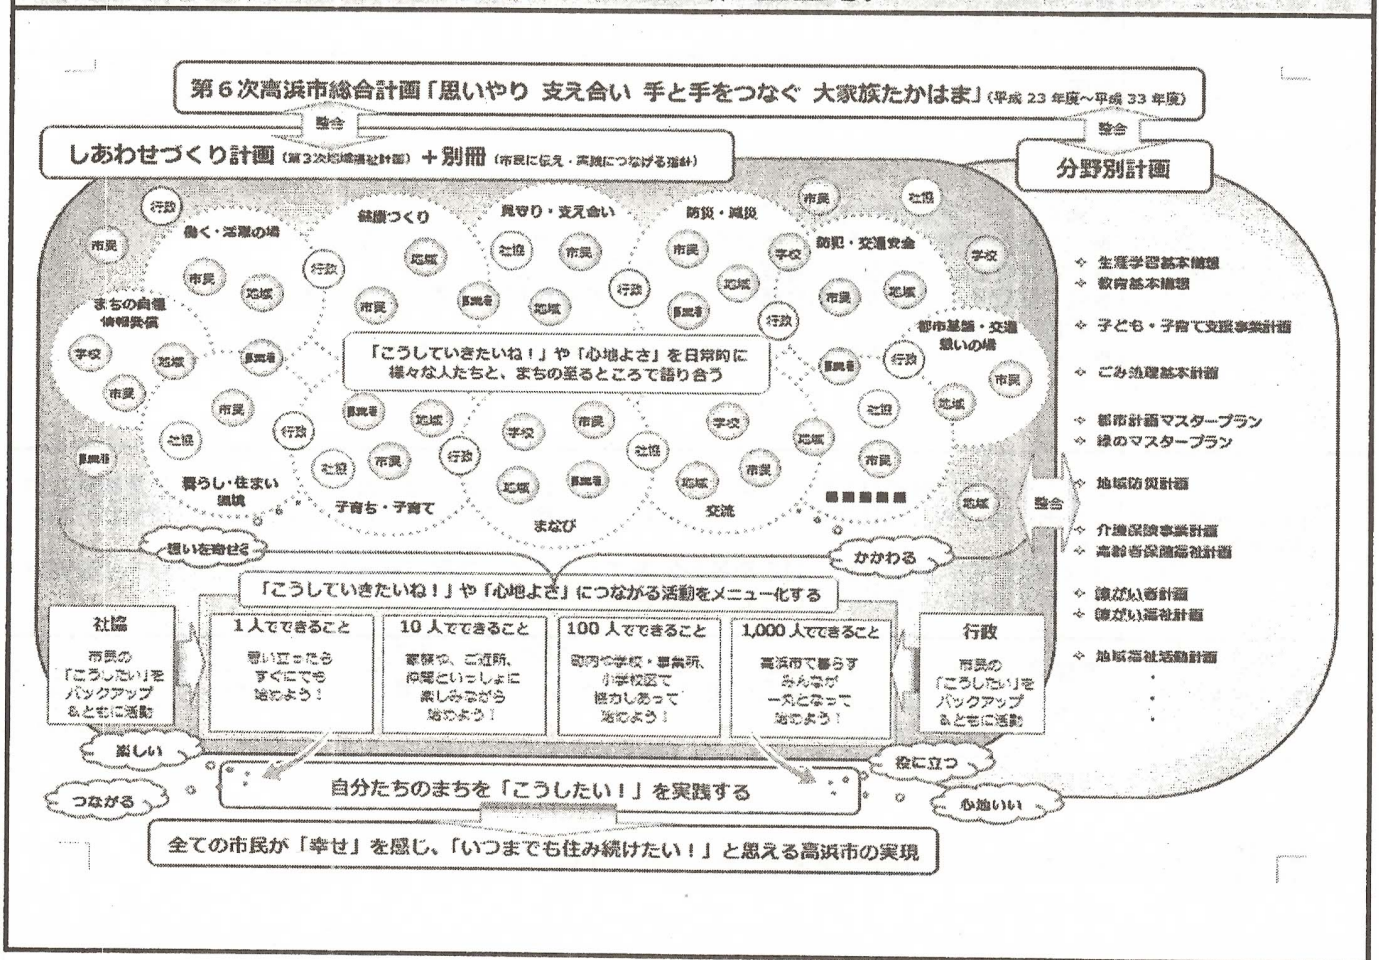 第6次高浜市総合計画「思いやり 支え合い 手と手をつなぐ 大家族たかはま」(平成 23 年度～平成 33 年度)
整合
整合
しあわせづくり計画(第3次地域福祉計画)+別冊(市民に伝え・実践につなげる指針)
分野別計画
行政
市民
社協
市民
学校
働く・活躍の場
市民
地域
行政
健康づくり
地域
市民
事業者
見守り・支え合い
社協
市民
地域
行政
防災・減災
市民
学校
地域
事業者
行政
防犯・交通安全
市民
地域
まちの自慢
情報発信
学校
地域
市民
事業者
都市基盤・交通
憩いの場
事業者
行政
市民
地域
「こうしていきたいね！」や「心地よさ」を日常的に
様々な人たちと、まちの至るところで語り合う
市民
社協
行政
暮らし・住まい
環境
事業者
地域
社協
市民
行政
子育ち・子育て
学校
市民
社協
地域
事業者
まなび
学校
地域
地域
市民
交流
社協
市民
■■■■■
事業者
地域
想いを寄せる
かかわる
整合
❖ 生涯学習基本構想
❖ 教育基本構想
❖ 子ども・子育て支援事業計画
❖ ごみ処理基本計画
❖ 都市計画マスタープラン
❖ 緑のマスタープラン
❖ 地域防災計画
❖ 介護保険事業計画
❖ 高齢者保健福祉計画
❖ 障がい者計画
❖ 障がい福祉計画
❖ 地域福祉活動計画
・
・
・
「こうしていきたいね！」や「心地よさ」につながる活動をメニュー化する
社協
市民の
「こうしたい」を
バックアップ
＆ともに活動
1人でできること
思い立ったら
すぐにでも
始めよう！
10 人でできること
家族や、ご近所、
仲間といっしょに
楽しみながら
始めよう！
100 人でできること
町内や学校・事業所、
小学校区で
協力しあって
始めよう！
1,000 人でできること
高浜市で暮らす
みんなが
一丸となって
始めよう！
行政
市民の
「こうしたい」を
バックアップ
＆ともに活動
楽しい
つながる
役に立つ
心地いい
自分たちのまちを「こうしたい！」を実践する
全ての市民が「幸せ」を感じ、「いつまでも住み続けたい！」と思える高浜市の実現